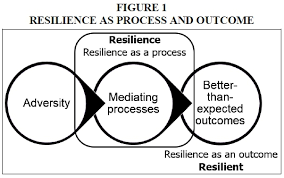 FIGURE 1
RESILIENCE AS PROCESS AND OUTCOME
Resilience
Resilience as a process
Adversity
Mediating
processes
Better-
than-
expected
outcomes
Resilience as an outcome
Resilient